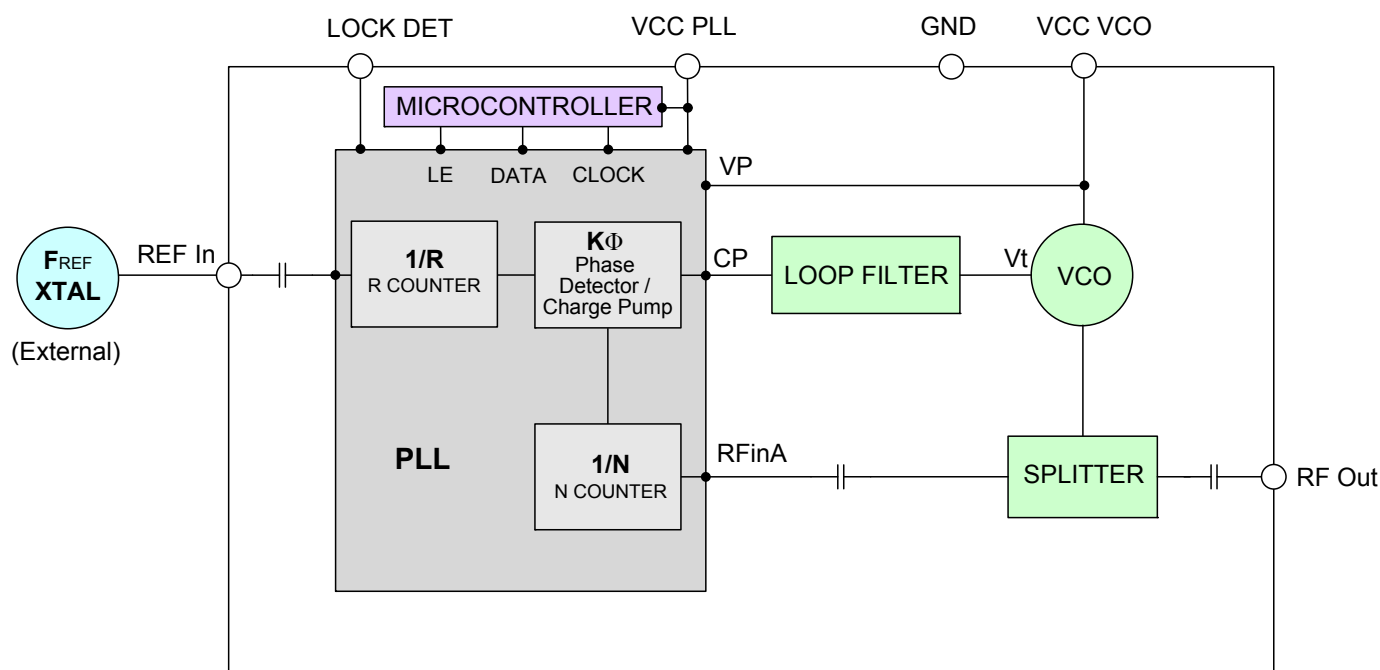 LOCK DET
VCC PLL
GND
VCC VCO
MICROCONTROLLER
LE
DATA
CLOCK
VP
FREF
XTAL
(External)
REF In
1/R
R COUNTER
KΦ
Phase
Detector /
Charge Pump
CP
LOOP FILTER
Vt
VCO
PLL
1/N
N COUNTER
RFinA
SPLITTER
RF Out